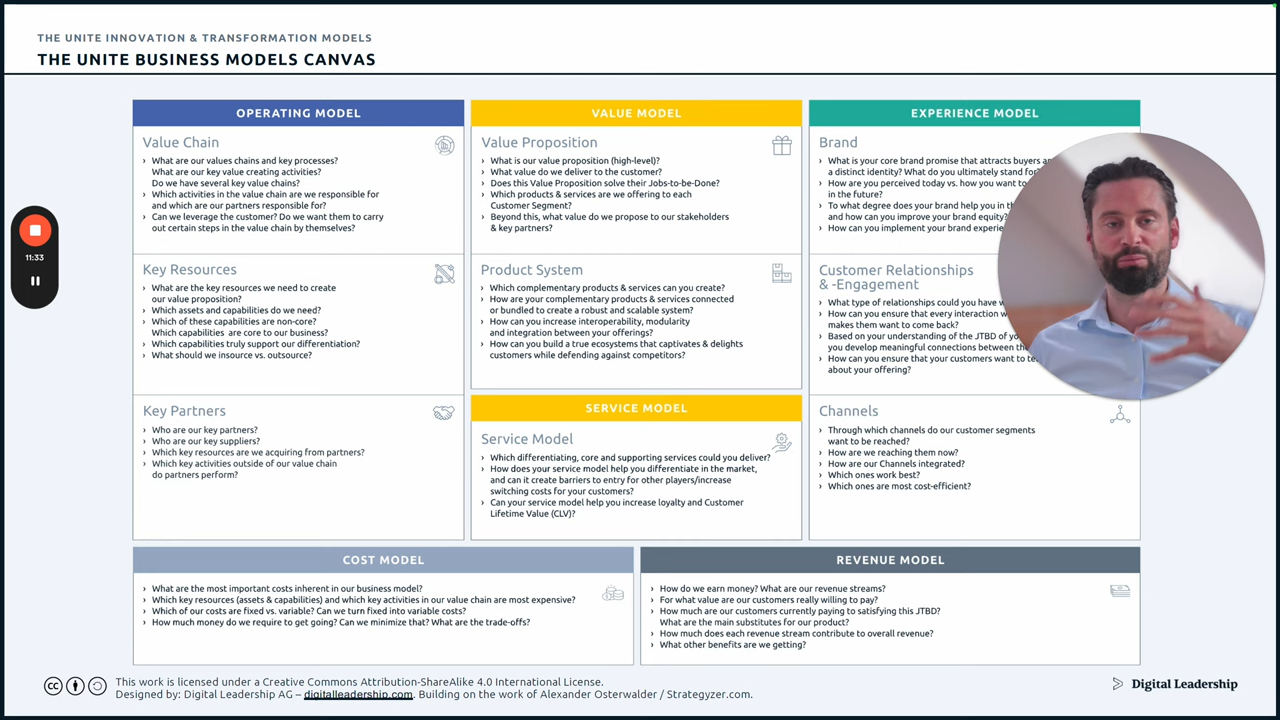 THE UNITE INNOVATION & TRANSFORMATION MODELS
THE UNITE BUSINESS MODELS CANVAS
11:33
OPERATING MODEL
Value Chain
› What are our values chains and key processes?
What are our key value creating activities?
Do we have several key value chains?
› Which activities in the value chain are we responsible for
and which are our partners responsible for?
› Can we leverage the customer? Do we want them to carry
out certain steps in the value chain by themselves?
Key Resources
› What are the key resources we need to create
our value proposition?
› Which assets and capabilities do we need?
› Which of these capabilities are non-core?
Which capabilities are core to our business?
› Which capabilities truly support our differentiation?
› What should we insource vs. outsource?
Key Partners
› Who are our key partners?
› Who are our key suppliers?
› Which key resources are we acquiring from partners?
› Which key activities outside of our value chain
do partners perform?
VALUE MODEL
Value Proposition
› What is our value proposition (high-level)?
› What value do we deliver to the customer?
› Does this Value Proposition solve their Jobs-to-be-Done?
› Which products & services are we offering to each
Customer Segment?
› Beyond this, what value do we propose to our stakeholders
& key partners?
Product System
› Which complementary products & services can you create?
› How are your complementary products & services connected
or bundled to create a robust and scalable system?
› How can you increase interoperability, modularity
and integration between your offerings?
› How can you build a true ecosystems that captivates & delights
customers while defending against competitors?
SERVICE MODEL
Service Model
› Which differentiating, core and supporting services could you deliver?
› How does your service model help you differentiate in the market,
and can it create barriers to entry for other players/increase
switching costs for your customers?
› Can your service model help you increase loyalty and Customer
Lifetime Value (CLV)?
EXPERIENCE MODEL
Brand
› What is your core brand promise that attracts buyers
a distinct identity? What do you ultimately stand for
› How are you perceived today vs. how you want to
in the future?
› To what degree does your brand help you in
and how can you improve your brand equity?
› How can you implement your brand
Customer Relationships
& -Engagement
› What type of relationships could you have
› How can you ensure that every interaction
makes them want to come back?
› Based on your understanding of the JTBD of
you develop meaningful connections between
› How can you ensure that your customers want to
about your offering?
Channels
› Through which channels do our customer segments
want to be reached?
› How are we reaching them now?
› How are our Channels integrated?
› Which ones work best?
› Which ones are most cost-efficient?
COST MODEL
› What are the most important costs inherent in our business model?
› Which key resources (assets & capabilities) and which key activities in our value chain are most expensive?
› Which of our costs are fixed vs. variable? Can we turn fixed into variable costs?
› How much money do we require to get going? Can we minimize that? What are the trade-offs?
REVENUE MODEL
› How do we earn money? What are our revenue streams?
› For what value are our customers really willing to pay?
› How much are our customers currently paying to satisfying this JTBD?
What are the main substitutes for our product?
› How much does each revenue stream contribute to overall revenue?
› What other benefits are we getting?
This work is licensed under a Creative Commons Attribution-ShareAlike 4.0 International License.
Designed by: Digital Leadership AG – digitalleadership.com. Building on the work of Alexander Osterwalder / Strategyzer.com.
Digital Leadership